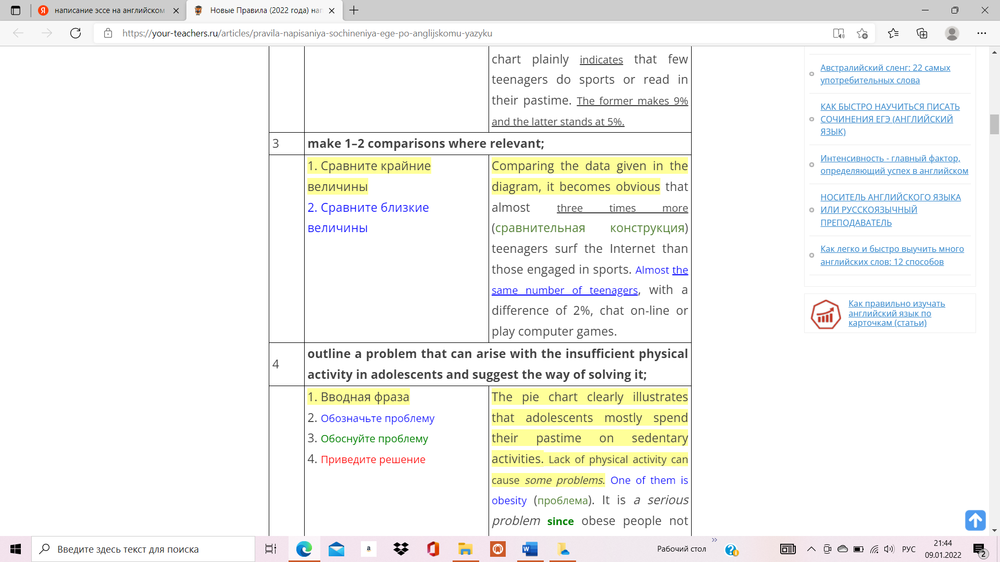 написание эссе на английском
Новые Правила (2022 года) нап
https://your-teachers.ru/articles/pravila-napisaniya-sochineniya-ege-po-anglijskomu-yazyku
chart plainly indicates that few
teenagers do sports or read in
their pastime. The former makes 9%
and the latter stands at 5%.
3
make 1–2 comparisons where relevant;
1. Сравните крайние
величины
2. Сравните близкие
величины
Comparing the data given in the
diagram, it becomes obvious that
almost three times more
(сравнительная конструкция)
teenagers surf the Internet than
those engaged in sports. Almost the
same number of teenagers, with a
difference of 2%, chat on-line or
play computer games.
4
outline a problem that can arise with the insufficient physical
activity in adolescents and suggest the way of solving it;
1. Вводная фраза
2. Обозначьте проблему
3. Обоснуйте проблему
4. Приведите решение
The pie chart clearly illustrates
that adolescents mostly spend
their pastime on sedentary
activities. Lack of physical activity can
cause some problems. One of them is
obesity (проблема). It is a serious
problem since obese people not
Австралийский сленг: 22 самых
употребительных слова
КАК БЫСТРО НАУЧИТЬСЯ ПИСАТЬ
СОЧИНЕНИЯ ЕГЭ (АНГЛИЙСКИЙ
ЯЗЫК)
Интенсивность - главный фактор,
определяющий успех в английском
НОСИТЕЛЬ АНГЛИЙСКОГО ЯЗЫКА
ИЛИ РУССКОЯЗЫЧНЫЙ
ПРЕПОДАВАТЕЛЬ
Как легко и быстро выучить много
английских слов: 12 способов
Как правильно изучать
английский язык по
карточкам (статьи)
Введите здесь текст для поиска
Рабочий стол
РУС
21:44
09.01.2022
2